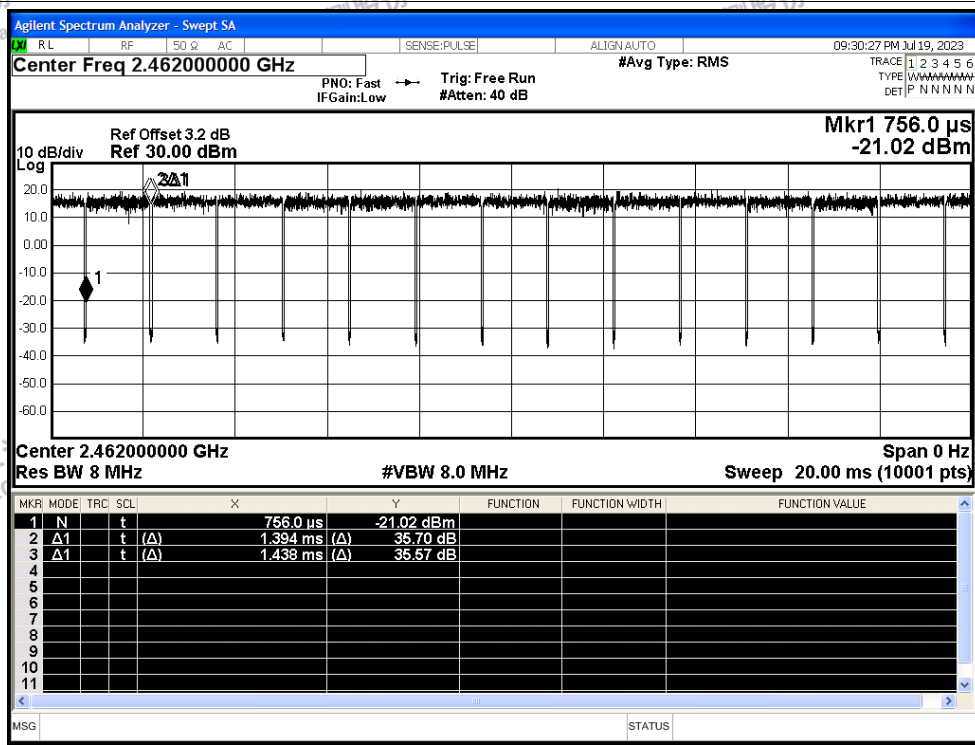 Agilent Spectrum Analyzer - Swept SA
LXI RL RF 50 Ω AC SENSE:PULSE ALIGN AUTO 09:30:27 PM Jul 19, 2023
Center Freq 2.462000000 GHz #Avg Type: RMS TRACE 1 2 3 4 5 6
PNO: Fast Trig: Free Run TYPE WWWWWW
IFGain:Low #Atten: 40 dB DET P N N N N N
Ref Offset 3.2 dB Mkr1 756.0 µs
10 dB/div Ref 30.00 dBm -21.02 dBm
Log
2Δ1
3Δ1
20.0
10.0
0.00
-10.0
1
-20.0
-30.0
-40.0
-50.0
-60.0
Center 2.462000000 GHz Span 0 Hz
Res BW 8 MHz #VBW 8.0 MHz Sweep 20.00 ms (10001 pts)
MKR MODE TRC SCL X Y FUNCTION FUNCTION WIDTH FUNCTION VALUE
1 N t 756.0 µs -21.02 dBm
2 Δ1 t (Δ) 1.394 ms (Δ) 35.70 dB
3 Δ1 t (Δ) 1.438 ms (Δ) 35.57 dB
4
5
6
7
8
9
10
11
MSG STATUS